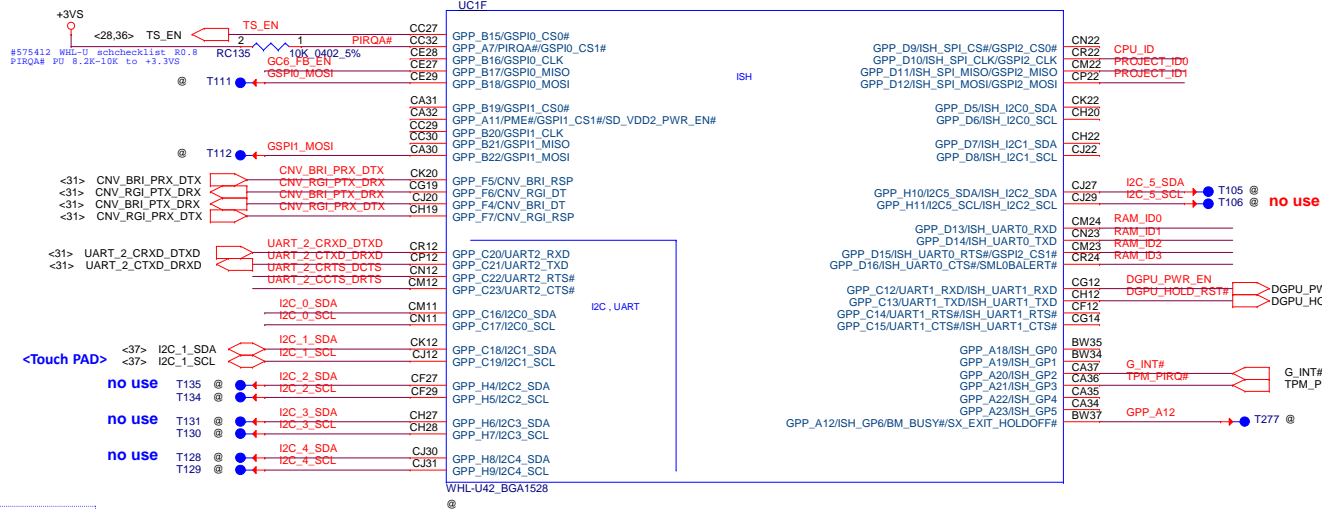 UC1F
+3VS
<28,36> TS_EN TS_EN CC27 GPP_B15/GSPI0_CS0#
2 1 PIRQA# CC32 GPP_A7/PIRQA#/GSPI0_CS1#
RC135 10K_0402_5% CE28 GPP_B16/GSPI0_CLK
#575412 WHL-U schchecklist R0.8
PIRQA# PU 8.2K-10K to +3.3VS
GC6_FB_EN CE27 GPP_B17/GSPI0_MISO
@ T111 GSPI0_MOSI CE29 GPP_B18/GSPI0_MOSI
CA31 GPP_B19/GSPI1_CS0#
CA32 GPP_A11/PME#/GSPI1_CS1#/SD_VDD2_PWR_EN#
CC29 GPP_B20/GSPI1_CLK
CC30 GPP_B21/GSPI1_MISO
@ T112 GSPI1_MOSI CA30 GPP_B22/GSPI1_MOSI
<31> CNV_BRI_PRX_DTX CNV_BRI_PRX_DTX CK20 GPP_F5/CNV_BRI_RSP
<31> CNV_RGI_PTX_DRX CNV_RGI_PTX_DRX CG19 GPP_F6/CNV_RGI_DT
<31> CNV_BRI_PTX_DRX CNV_BRI_PTX_DRX CJ20 GPP_F4/CNV_BRI_DT
<31> CNV_RGI_PRX_DTX CNV_RGI_PRX_DTX CH19 GPP_F7/CNV_RGI_RSP
<31> UART_2_CRXD_DTXD UART_2_CRXD_DTXD CR12 GPP_C20/UART2_RXD
<31> UART_2_CTXD_DRXD UART_2_CTXD_DRXD CP12 GPP_C21/UART2_TXD
UART_2_CRTS_DCTS CN12 GPP_C22/UART2_RTS#
UART_2_CCTS_DRTS CM12 GPP_C23/UART2_CTS#
I2C_0_SDA CM11 GPP_C16/I2C0_SDA
I2C_0_SCL CN11 GPP_C17/I2C0_SCL
<Touch PAD>
<37> I2C_1_SDA I2C_1_SDA CK12 GPP_C18/I2C1_SDA
<37> I2C_1_SCL I2C_1_SCL CJ12 GPP_C19/I2C1_SCL
no use T135 @ I2C_2_SDA CF27 GPP_H4/I2C2_SDA
T134 @ I2C_2_SCL CF29 GPP_H5/I2C2_SCL
no use T131 @ I2C_3_SDA CH27 GPP_H6/I2C3_SDA
T130 @ I2C_3_SCL CH28 GPP_H7/I2C3_SCL
no use T128 @ I2C_4_SDA CJ30 GPP_H8/I2C4_SDA
T129 @ I2C_4_SCL CJ31 GPP_H9/I2C4_SCL
ISH
I2C , UART
GPP_D9/ISH_SPI_CS#/GSPI2_CS0# CN22
GPP_D10/ISH_SPI_CLK/GSPI2_CLK CR22 CPU_ID
GPP_D11/ISH_SPI_MISO/GSPI2_MISO CM22 PROJECT_ID0
GPP_D12/ISH_SPI_MOSI/GSPI2_MOSI CP22 PROJECT_ID1
GPP_D5/ISH_I2C0_SDA CK22
GPP_D6/ISH_I2C0_SCL CH20
GPP_D7/ISH_I2C1_SDA CH22
GPP_D8/ISH_I2C1_SCL CJ22
GPP_H10/I2C5_SDA/ISH_I2C2_SDA CJ27 I2C_5_SDA T105 @
GPP_H11/I2C5_SCL/ISH_I2C2_SCL CJ29 I2C_5_SCL T106 @ no use
GPP_D13/ISH_UART0_RXD CM24 RAM_ID0
GPP_D14/ISH_UART0_TXD CN23 RAM_ID1
GPP_D15/ISH_UART0_RTS#/GSPI2_CS1# CM23 RAM_ID2
GPP_D16/ISH_UART0_CTS#/SML0BALERT# CR24 RAM_ID3
GPP_C12/UART1_RXD/ISH_UART1_RXD CG12 DGPU_PWR_EN DGPU_PW
GPP_C13/UART1_TXD/ISH_UART1_TXD CH12 DGPU_HOLD_RST# DGPU_HO
GPP_C14/UART1_RTS#/ISH_UART1_RTS# CF12
GPP_C15/UART1_CTS#/ISH_UART1_CTS# CG14
GPP_A18/ISH_GP0 BW35
GPP_A19/ISH_GP1 BW34
GPP_A20/ISH_GP2 CA37 G_INT# G_INT#
GPP_A21/ISH_GP3 CA36 TPM_PIRQ# TPM_P
GPP_A22/ISH_GP4 CA35
GPP_A23/ISH_GP5 CA34
GPP_A12/ISH_GP6/BM_BUSY#/SX_EXIT_HOLDOFF# BW37 GPP_A12 T277 @
WHL-U42_BGA1528
@